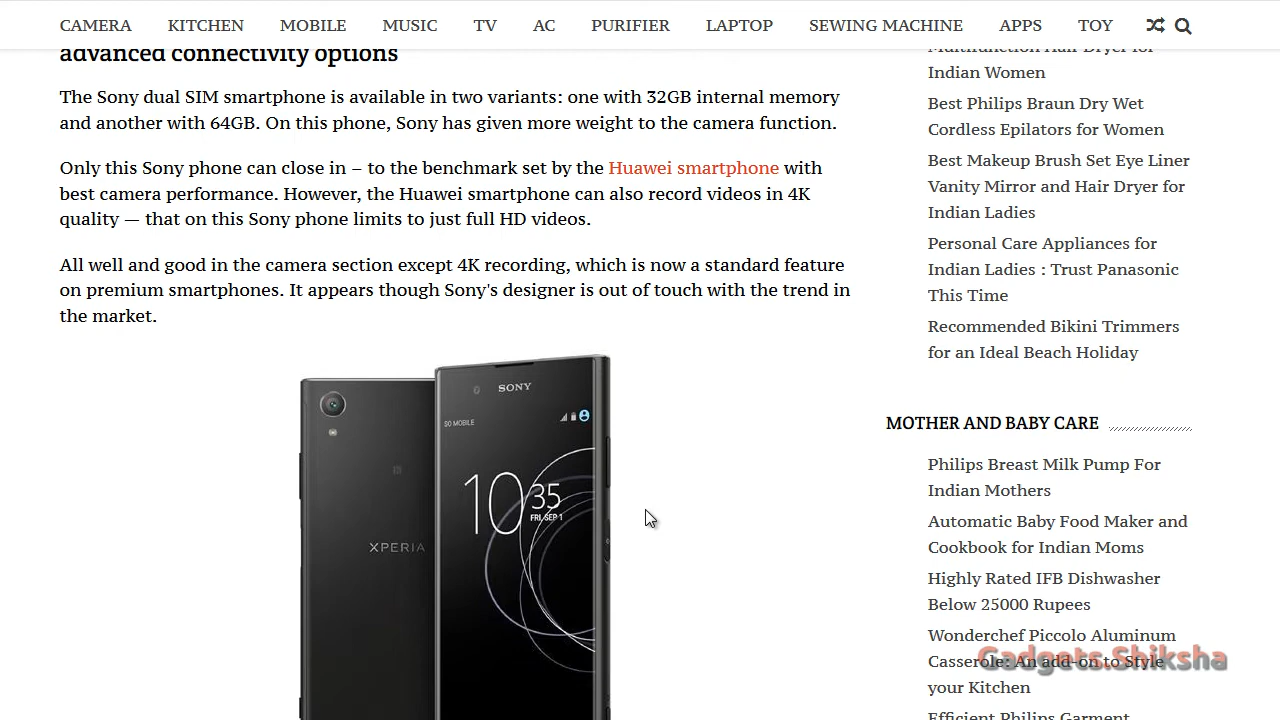 CAMERA KITCHEN MOBILE MUSIC TV AC PURIFIER LAPTOP SEWING MACHINE APPS TOY
advanced connectivity options
The Sony dual SIM smartphone is available in two variants: one with 32GB internal memory
and another with 64GB. On this phone, Sony has given more weight to the camera function.
Only this Sony phone can close in – to the benchmark set by the Huawei smartphone with
best camera performance. However, the Huawei smartphone can also record videos in 4K
quality — that on this Sony phone limits to just full HD videos.
All well and good in the camera section except 4K recording, which is now a standard feature
on premium smartphones. It appears though Sony's designer is out of touch with the trend in
the market.
SONY
SO MOBILE
10 35
FRI, SEP 1
XPERIA
Multifunction Hair Dryer for
Indian Women
Best Philips Braun Dry Wet
Cordless Epilators for Women
Best Makeup Brush Set Eye Liner
Vanity Mirror and Hair Dryer for
Indian Ladies
Personal Care Appliances for
Indian Ladies : Trust Panasonic
This Time
Recommended Bikini Trimmers
for an Ideal Beach Holiday
MOTHER AND BABY CARE
Philips Breast Milk Pump For
Indian Mothers
Automatic Baby Food Maker and
Cookbook for Indian Moms
Highly Rated IFB Dishwasher
Below 25000 Rupees
Wonderchef Piccolo Aluminum
Casserole: An add-on to Style
your Kitchen
Efficient Philips Garment
Gadgets.Shiksha